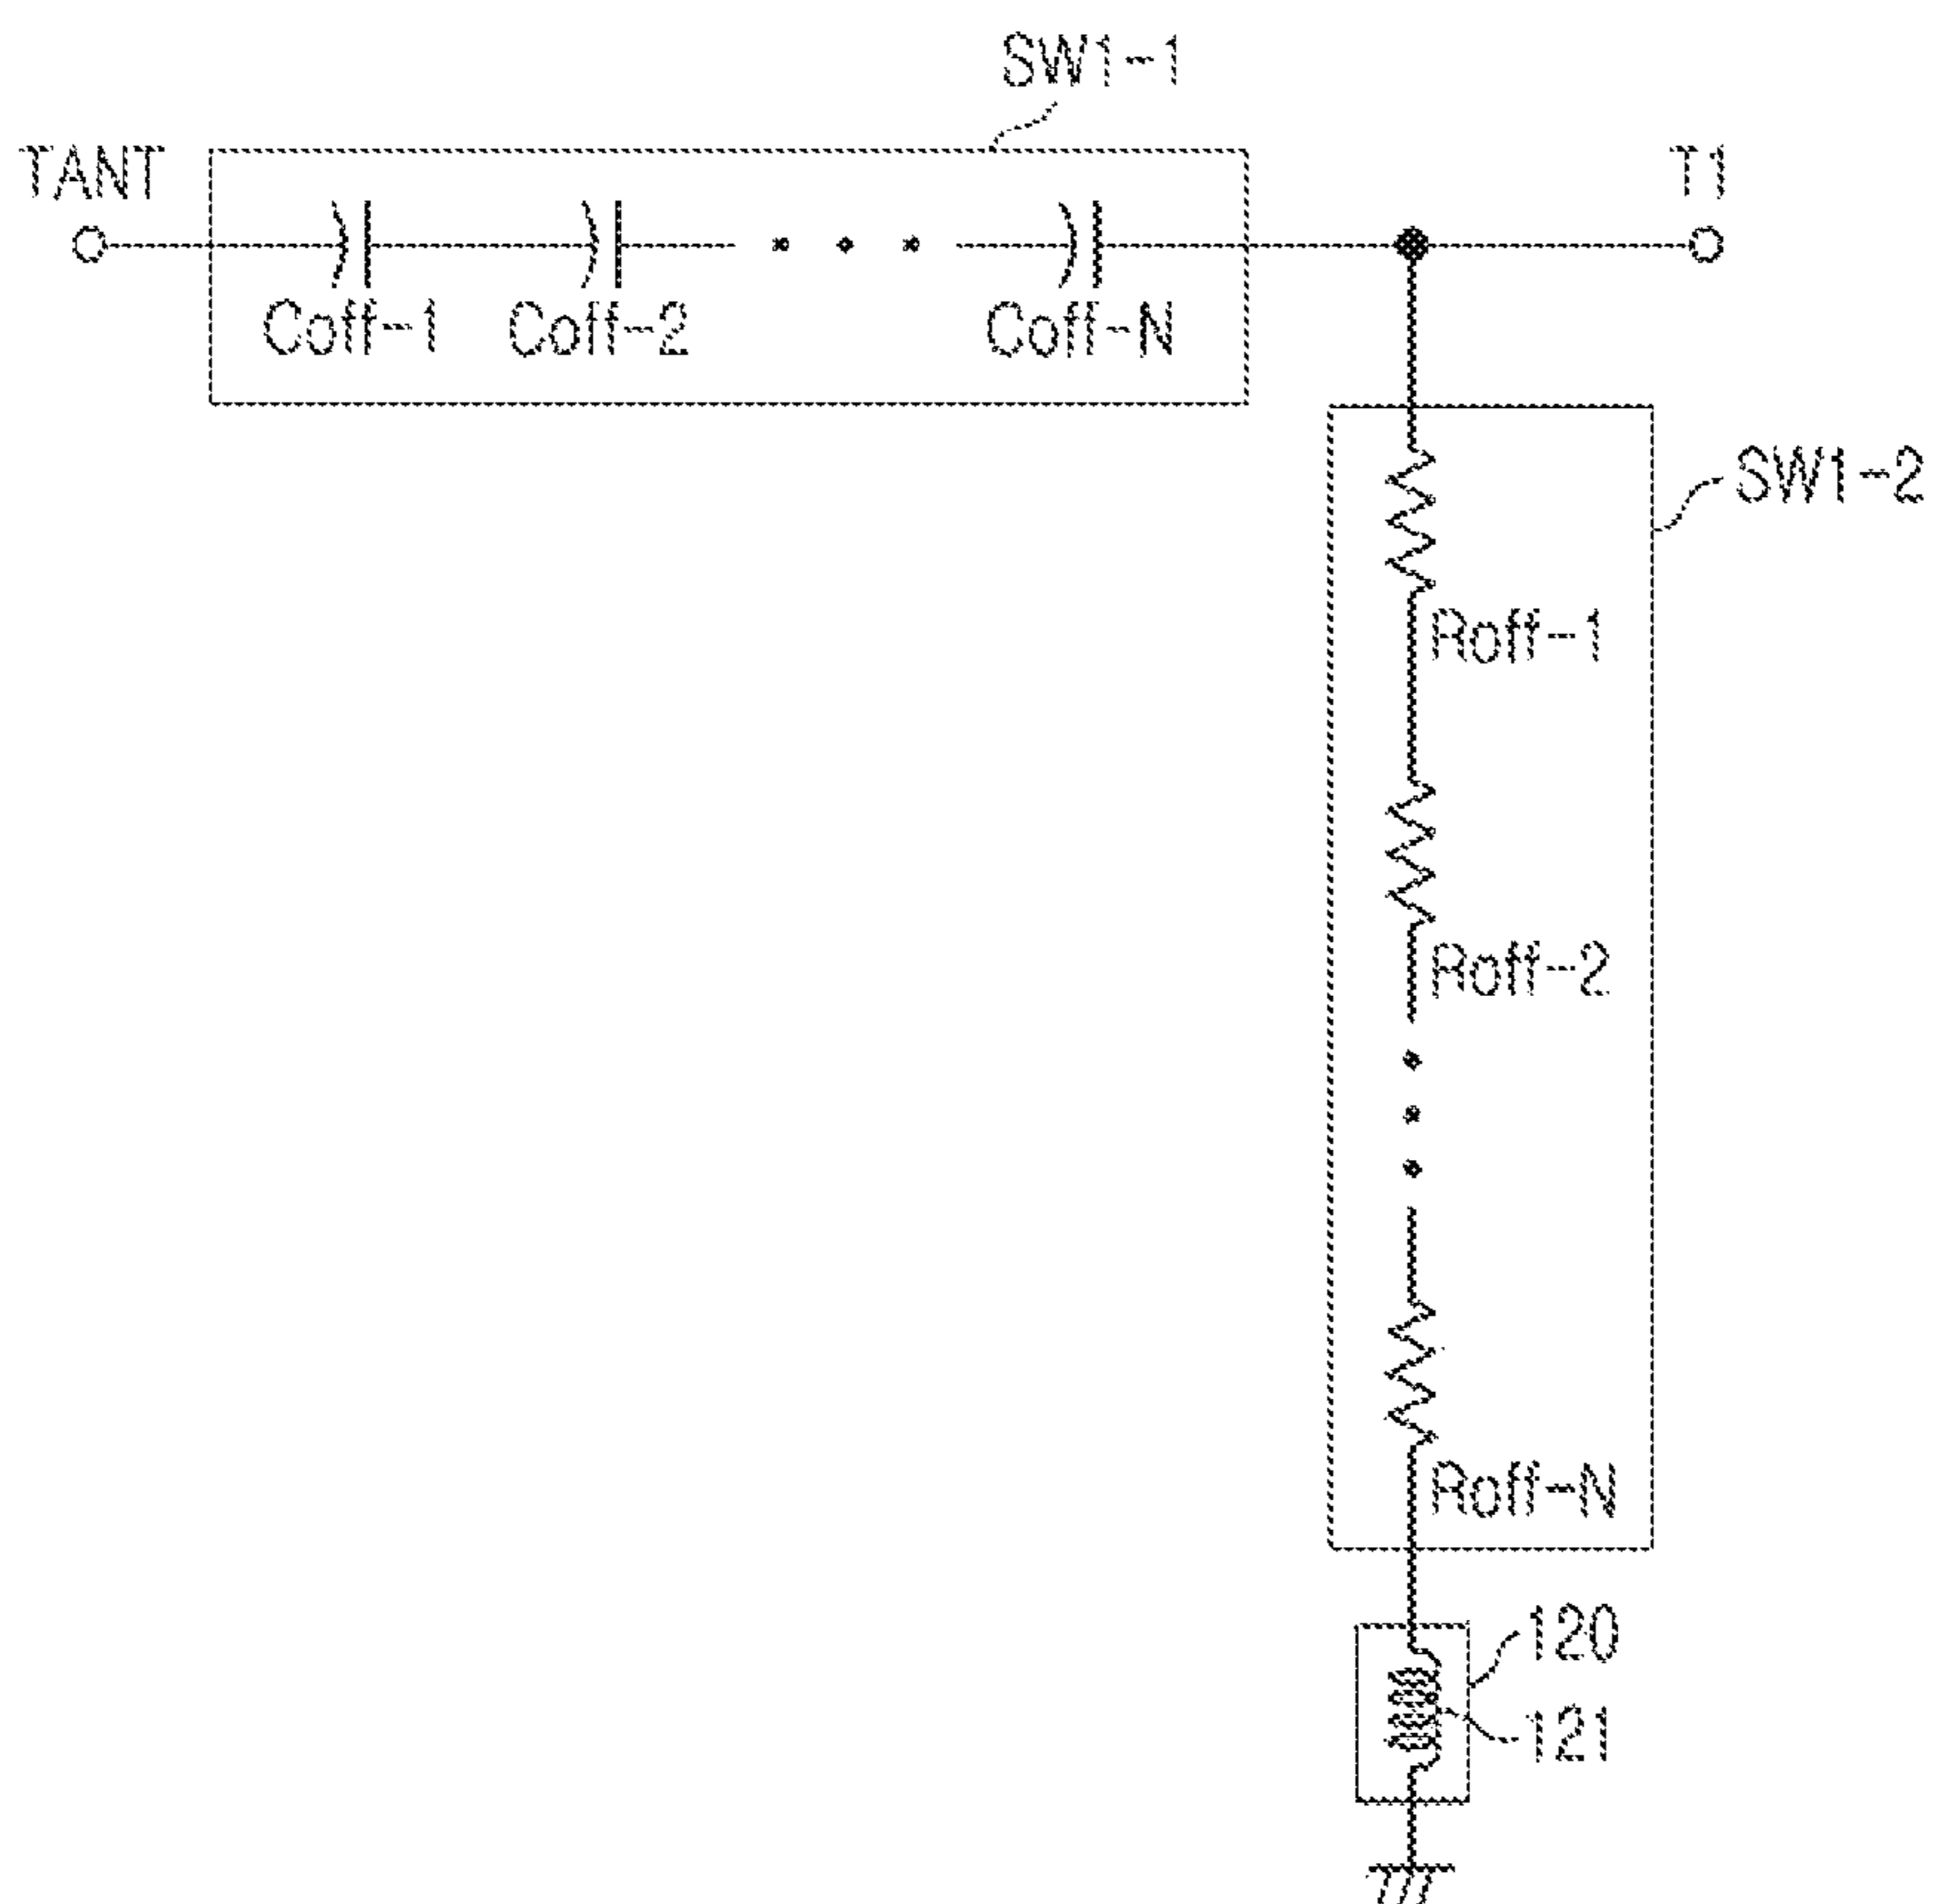 SW1-1
TANT
T1
Coff-1
Coff-2
Coff-N
SW1-2
Roff-1
Roff-2
Roff-N
120
121